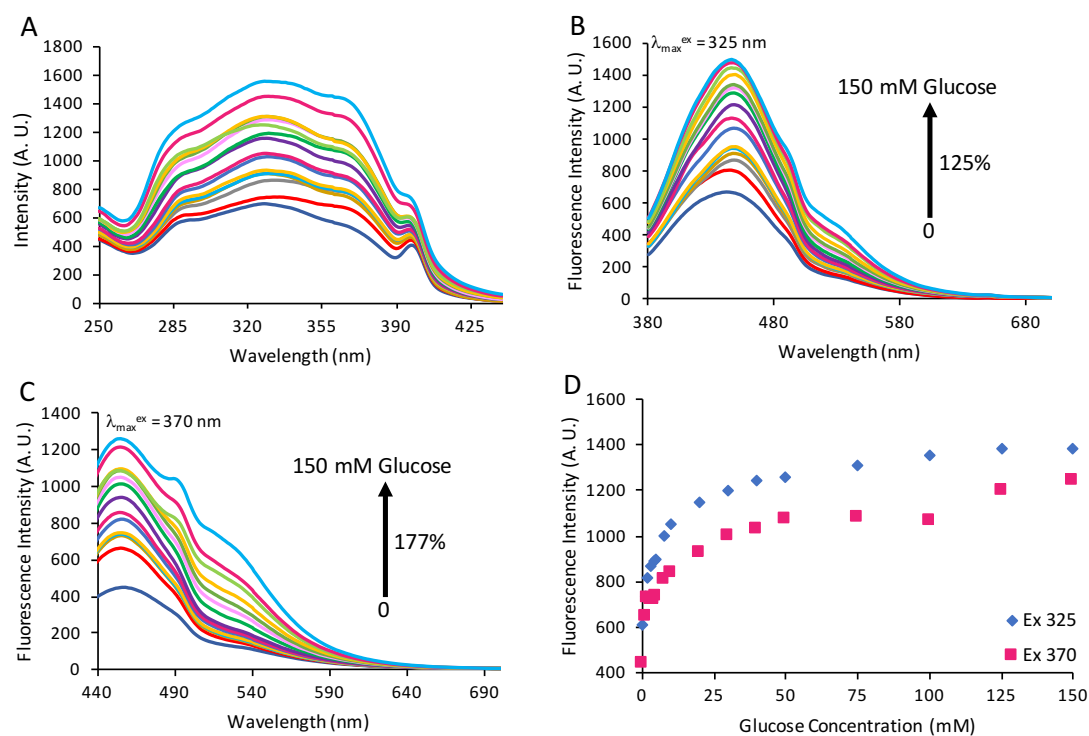 A
1800
1600
1400
1200
1000
800
600
400
200
0
250 285 320 355 390 425
Wavelength (nm)
Intensity (A. U.)
B
λmax^ex = 325 nm
1600
1400
1200
1000
800
600
400
200
0
380 480 580 680
Wavelength (nm)
Fluorescence Intensity (A. U.)
150 mM Glucose
125%
0
C
λmax^ex = 370 nm
1400
1200
1000
800
600
400
200
0
440 490 540 590 640 690
Wavelength (nm)
Fluorescence Intensity (A. U.)
150 mM Glucose
177%
0
D
1600
1400
1200
1000
800
600
400
0 25 50 75 100 125 150
Glucose Concentration (mM)
Fluorescence Intensity (A. U.)
Ex 325
Ex 370